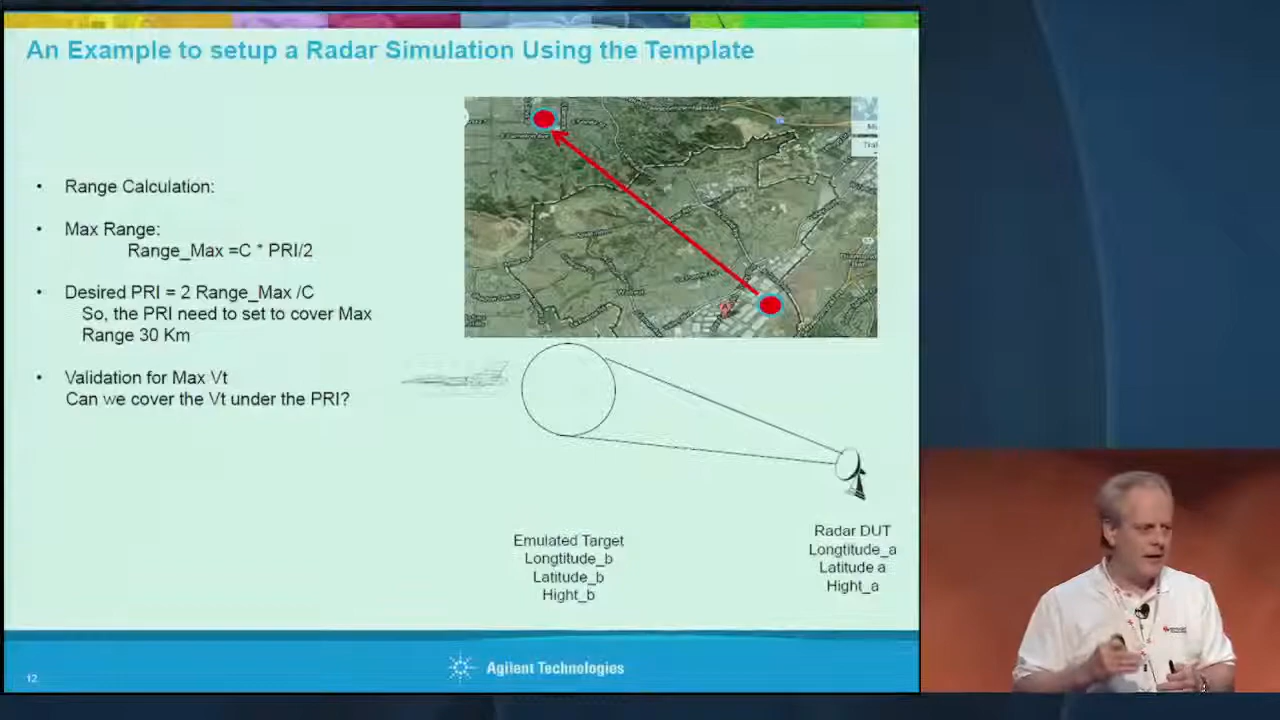 An Example to setup a Radar Simulation Using the Template
• Range Calculation:
• Max Range:
Range_Max =C * PRI/2
• Desired PRI = 2 Range_Max /C
So, the PRI need to set to cover Max
Range 30 Km
• Validation for Max Vt
Can we cover the Vt under the PRI?
A
Emulated Target
Longtitude_b
Latitude_b
Hight_b
Radar DUT
Longtitude_a
Latitude a
Hight_a
Agilent Technologies
12